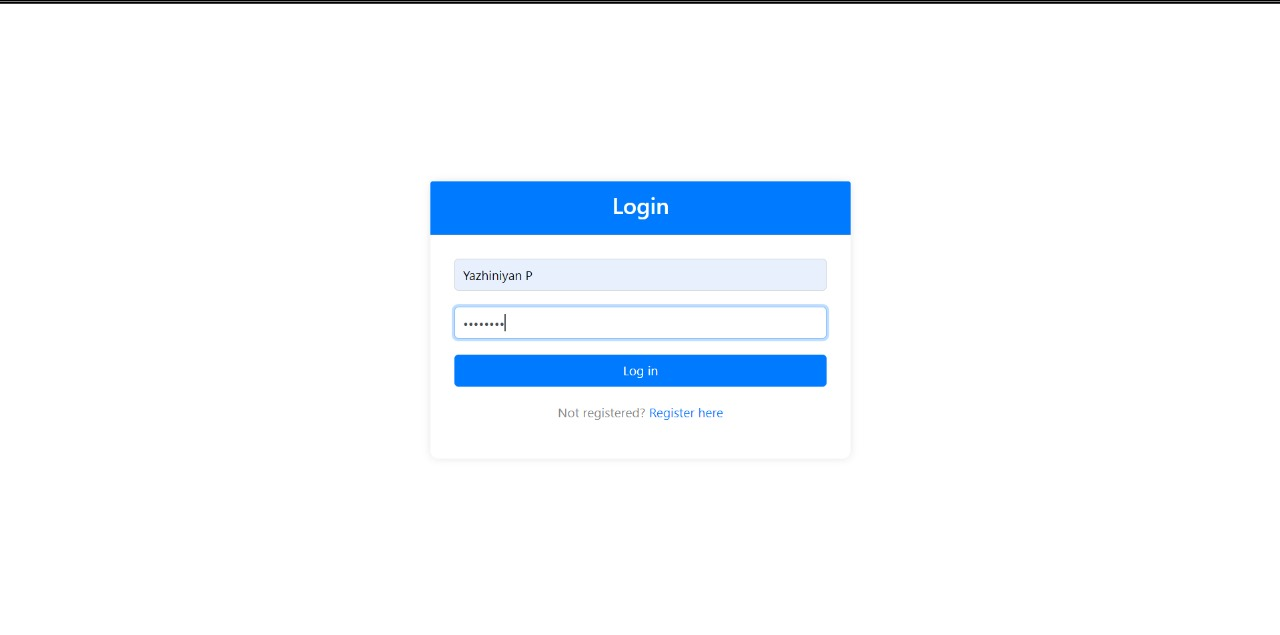 Login
Yazhiniyan P
••••••••
Log in
Not registered? Register here